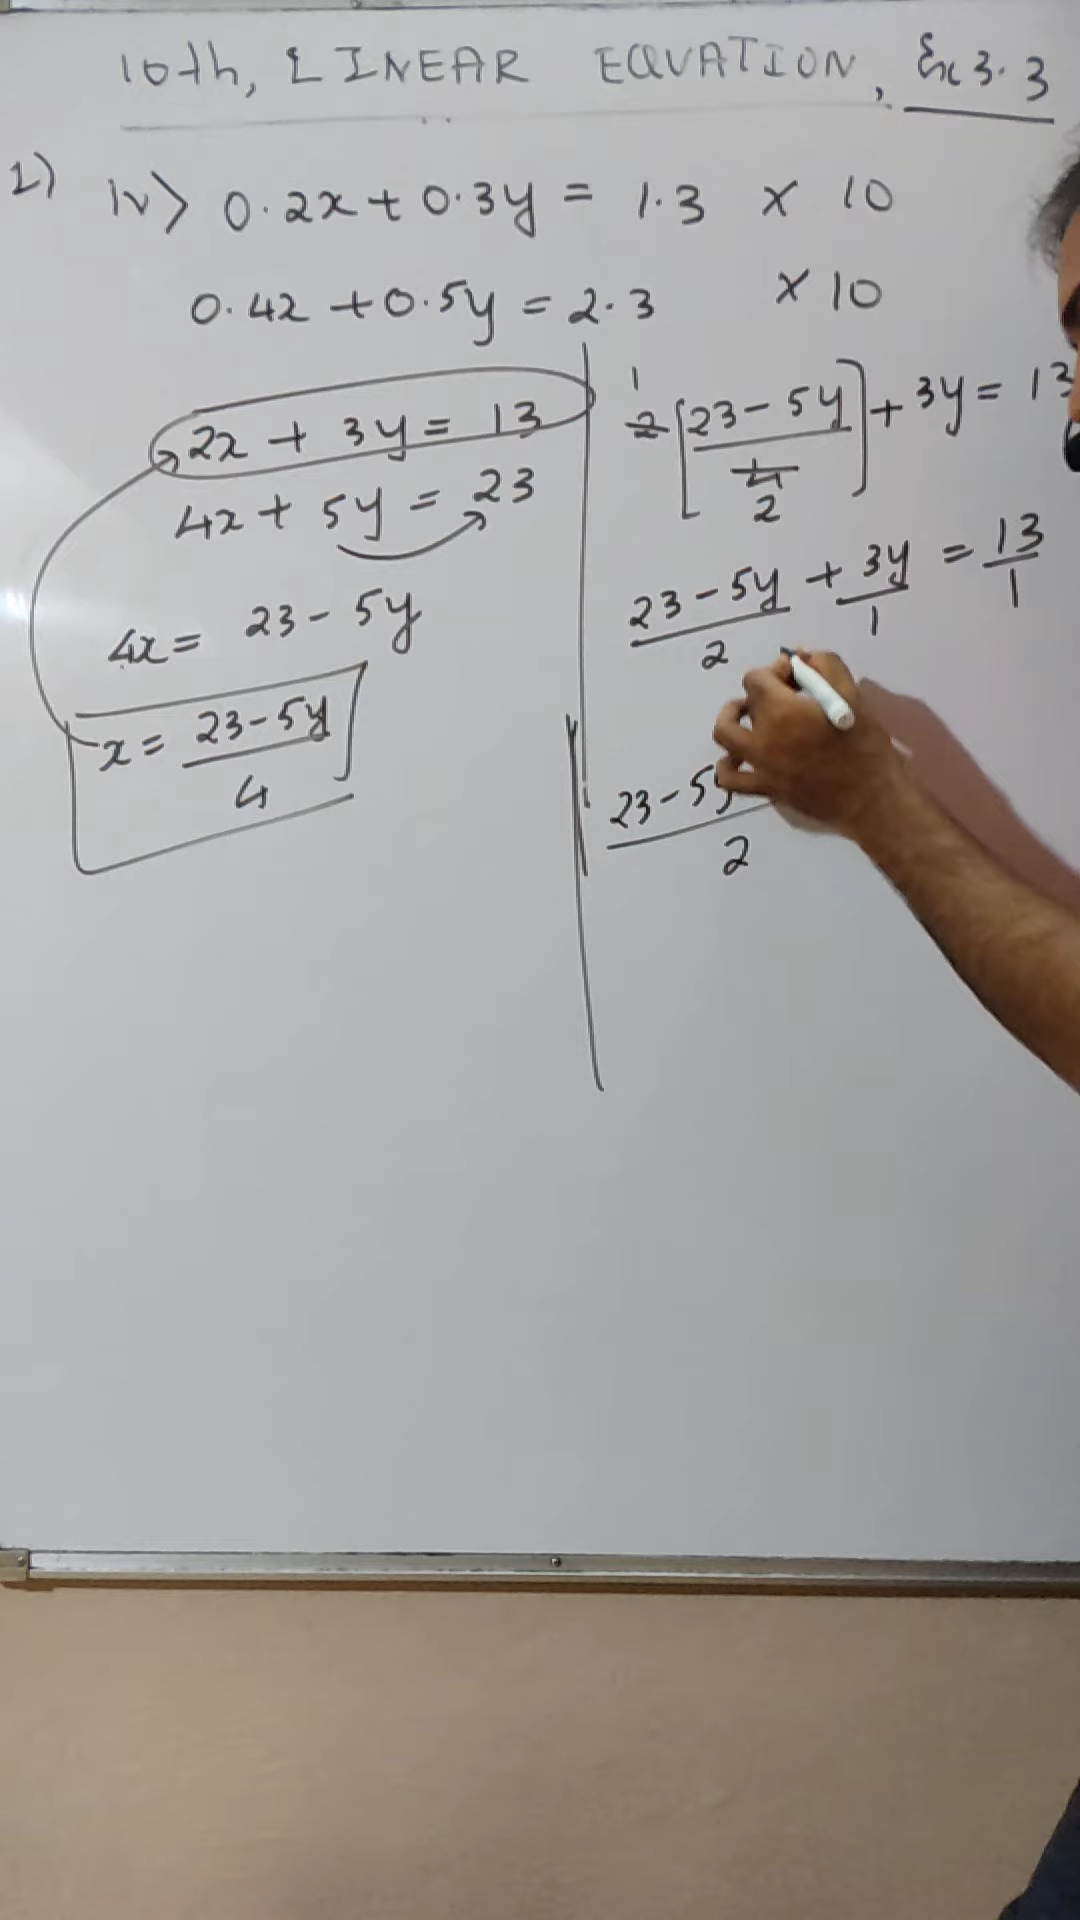 10th, LINEAR EQUATION, Ex 3.3
1) iv> 0.2x + 0.3y = 1.3 × 10
0.4x + 0.5y = 2.3 × 10
2x + 3y = 13
4x + 5y = 23
4x = 23 - 5y
x = 23 - 5y / 4
1
2 [23 - 5y / 4] + 3y = 13
2
23 - 5y / 2 + 3y / 1 = 13 / 1
23 - 5y / 2